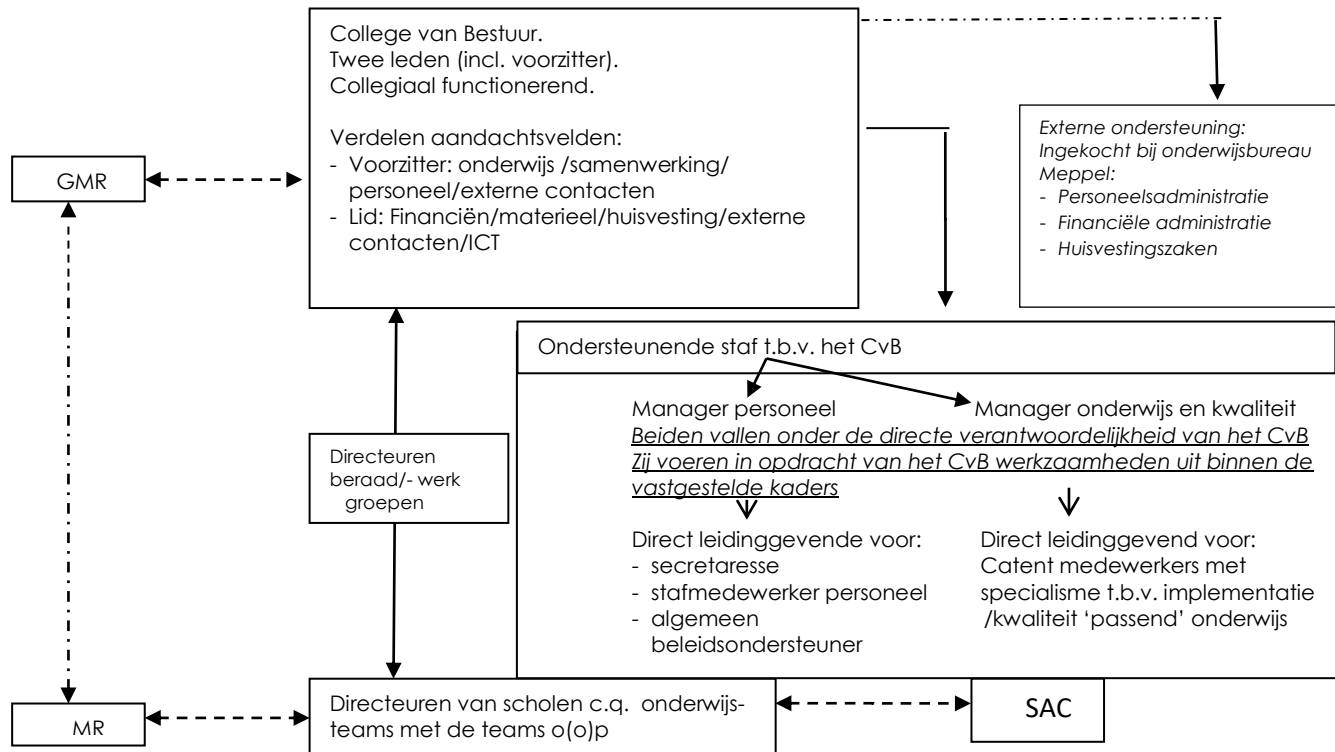 College van Bestuur.
Twee leden (incl. voorzitter).
Collegiaal functionerend.
Verdelen aandachtsvelden:
- Voorzitter: onderwijs /samenwerking/
personeel/externe contacten
- Lid: Financiën/materieel/huisvesting/externe
contacten/ICT
Externe ondersteuning:
Ingekocht bij onderwijsbureau
Meppel:
- Personeelsadministratie
- Financiële administratie
- Huisvestingszaken
GMR
Ondersteunende staf t.b.v. het CvB
Manager personeel
Manager onderwijs en kwaliteit
Beiden vallen onder de directe verantwoordelijkheid van het CvB
Zij voeren in opdracht van het CvB werkzaamheden uit binnen de
vastgestelde kaders
Directeuren
beraad/- werk
groepen
Direct leidinggevende voor:
- secretaresse
- stafmedewerker personeel
- algemeen
beleidsondersteuner
Direct leidinggevend voor:
Catent medewerkers met
specialisme t.b.v. implementatie
/kwaliteit ‘passend’ onderwijs
MR
Directeuren van scholen c.q. onderwijs-
teams met de teams o(o)p
SAC